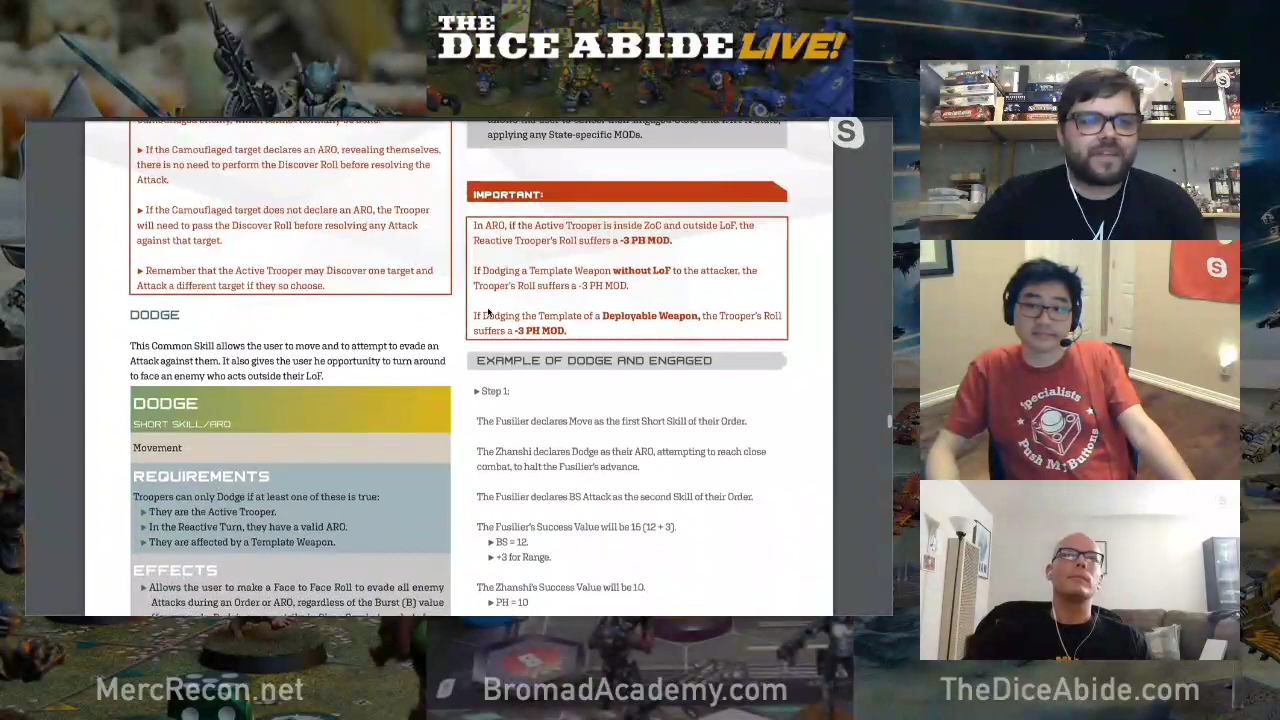 THE
DICE ABIDE LIVE!
► If the Camouflaged target declares an ARO, revealing themselves,
there is no need to perform the Discover Roll before resolving the
Attack.
► If the Camouflaged target does not declare an ARO, the Trooper
will need to pass the Discover Roll before resolving any Attack
against that target.
► Remember that the Active Trooper may Discover one target and
Attack a different target if they so choose.
DODGE
This Common Skill allows the user to move and to attempt to evade an
Attack against them. It also gives the user he opportunity to turn around
to face an enemy who acts outside their LoF.
DODGE
SHORT SKILL/ARO
Movement
REQUIREMENTS
Troopers can only Dodge if at least one of these is true:
► They are the Active Trooper.
► In the Reactive Turn, they have a valid ARO.
► They are affected by a Template Weapon.
EFFECTS
► Allows the user to make a Face to Face Roll to evade all enemy
Attacks during an Order or ARO, regardless of the Burst (B) value
applying any State-specific MODs.
IMPORTANT:
In ARO, if the Active Trooper is inside ZoC and outside LoF, the
Reactive Trooper's Roll suffers a -3 PH MOD.
If Dodging a Template Weapon without LoF to the attacker, the
Trooper's Roll suffers a -3 PH MOD.
If Dodging the Template of a Deployable Weapon, the Trooper's Roll
suffers a -3 PH MOD.
EXAMPLE OF DODGE AND ENGAGED
► Step 1:
The Fusilier declares Move as the first Short Skill of their Order.
The Zhanshi declares Dodge as their ARO, attempting to reach close
combat, to halt the Fusilier's advance.
The Fusilier declares BS Attack as the second Skill of their Order.
The Fusilier's Success Value will be 15 (12 + 3).
► BS = 12.
► +3 for Range.
The Zhanshi's Success Value will be 10.
► PH = 10
S
S
S
Specialists
Push My Buttons
MercRecon.net
BromadAcademy.com
TheDiceAbide.com